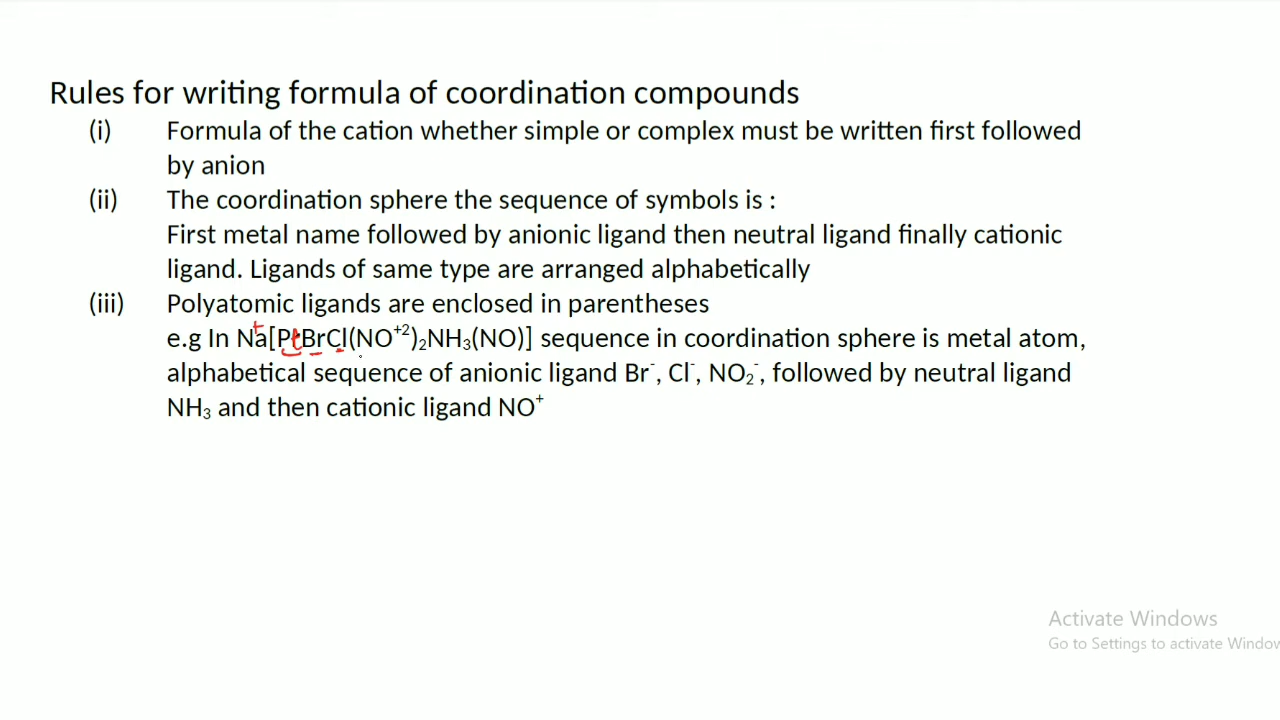 Rules for writing formula of coordination compounds
(i) Formula of the cation whether simple or complex must be written first followed
by anion
(ii) The coordination sphere the sequence of symbols is :
First metal name followed by anionic ligand then neutral ligand finally cationic
ligand. Ligands of same type are arranged alphabetically
(iii) Polyatomic ligands are enclosed in parentheses
e.g In Na⁺[PtBrCl(NO⁺²)₂NH₃(NO)] sequence in coordination sphere is metal atom,
alphabetical sequence of anionic ligand Br⁻, Cl⁻, NO₂⁻, followed by neutral ligand
NH₃ and then cationic ligand NO⁺
Activate Windows
Go to Settings to activate Window